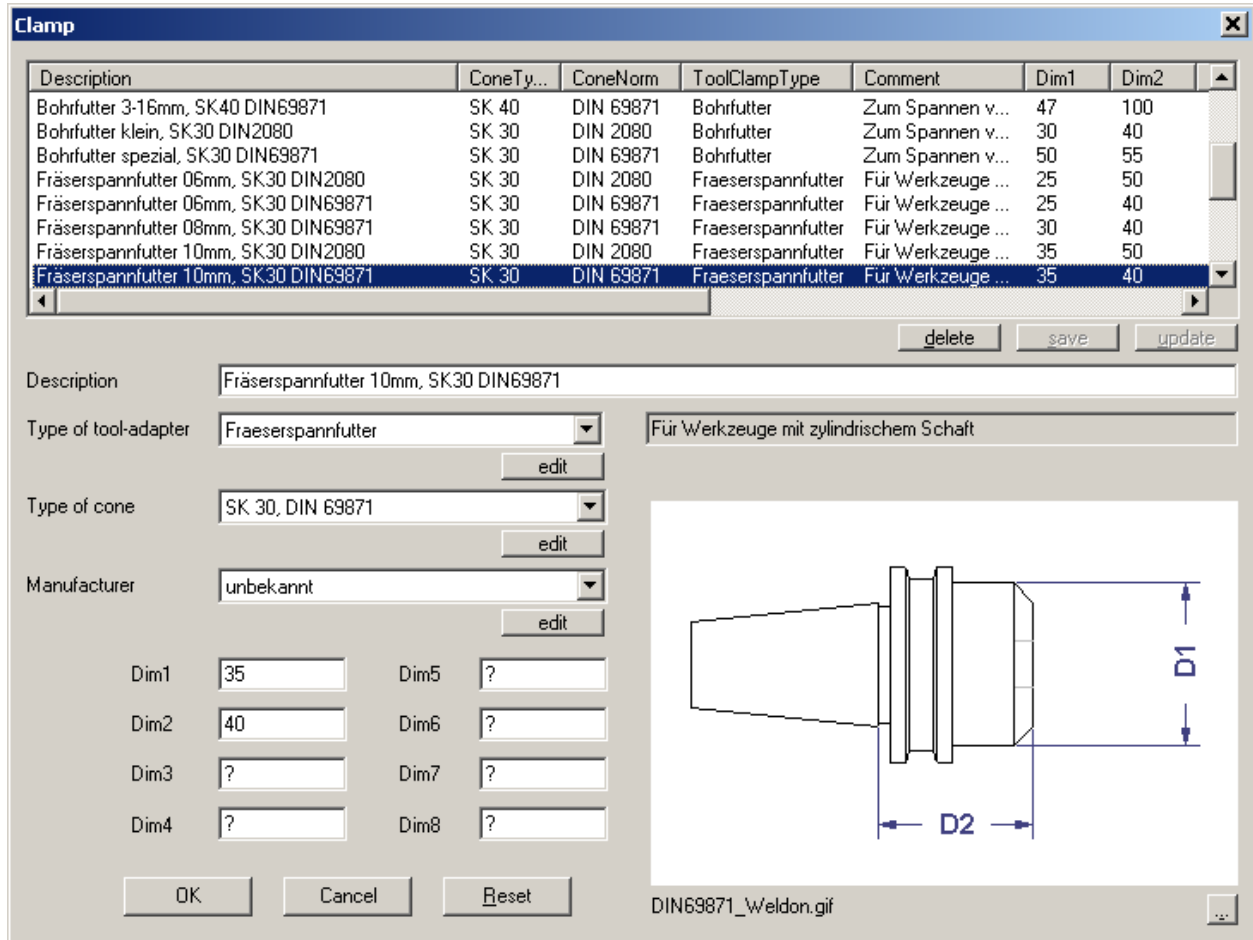 Clamp
Description ConeTy... ConeNorm ToolClampType Comment Dim1 Dim2
Bohrfutter 3-16mm, SK40 DIN69871 SK 40 DIN 69871 Bohrfutter Zum Spannen v... 47 100
Bohrfutter klein, SK30 DIN2080 SK 30 DIN 2080 Bohrfutter Zum Spannen v... 30 40
Bohrfutter spezial, SK30 DIN69871 SK 30 DIN 69871 Bohrfutter Zum Spannen v... 50 55
Fräserspannfutter 06mm, SK30 DIN2080 SK 30 DIN 2080 Fraeserspannfutter Für Werkzeuge ... 25 50
Fräserspannfutter 06mm, SK30 DIN69871 SK 30 DIN 69871 Fraeserspannfutter Für Werkzeuge ... 25 40
Fräserspannfutter 08mm, SK30 DIN69871 SK 30 DIN 69871 Fraeserspannfutter Für Werkzeuge ... 30 40
Fräserspannfutter 10mm, SK30 DIN2080 SK 30 DIN 2080 Fraeserspannfutter Für Werkzeuge ... 35 50
Fräserspannfutter 10mm, SK30 DIN69871 SK 30 DIN 69871 Fraeserspannfutter Für Werkzeuge ... 35 40
delete save update
Description Fräserspannfutter 10mm, SK30 DIN69871
Type of tool-adapter Fraeserspannfutter Für Werkzeuge mit zylindrischem Schaft
edit
Type of cone SK 30, DIN 69871
edit
Manufacturer unbekannt
edit
Dim1 35 Dim5 ?
Dim2 40 Dim6 ?
Dim3 ? Dim7 ?
Dim4 ? Dim8 ?
D1
D2
OK Cancel Reset
DIN69871_Weldon.gif ...